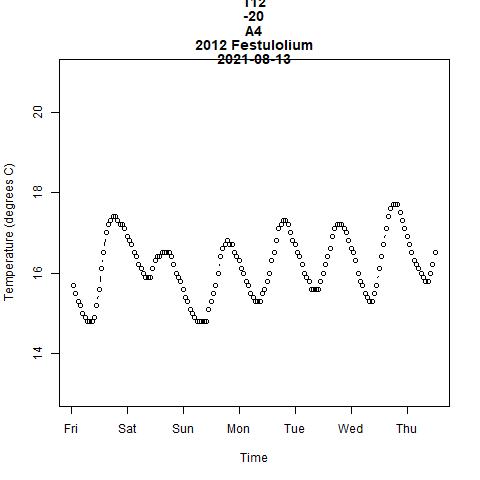 T12
-20
A4
2012 Festulolium
2021-08-13
Temperature (degrees C)
20
18
16
14
Fri Sat Sun Mon Tue Wed Thu
Time